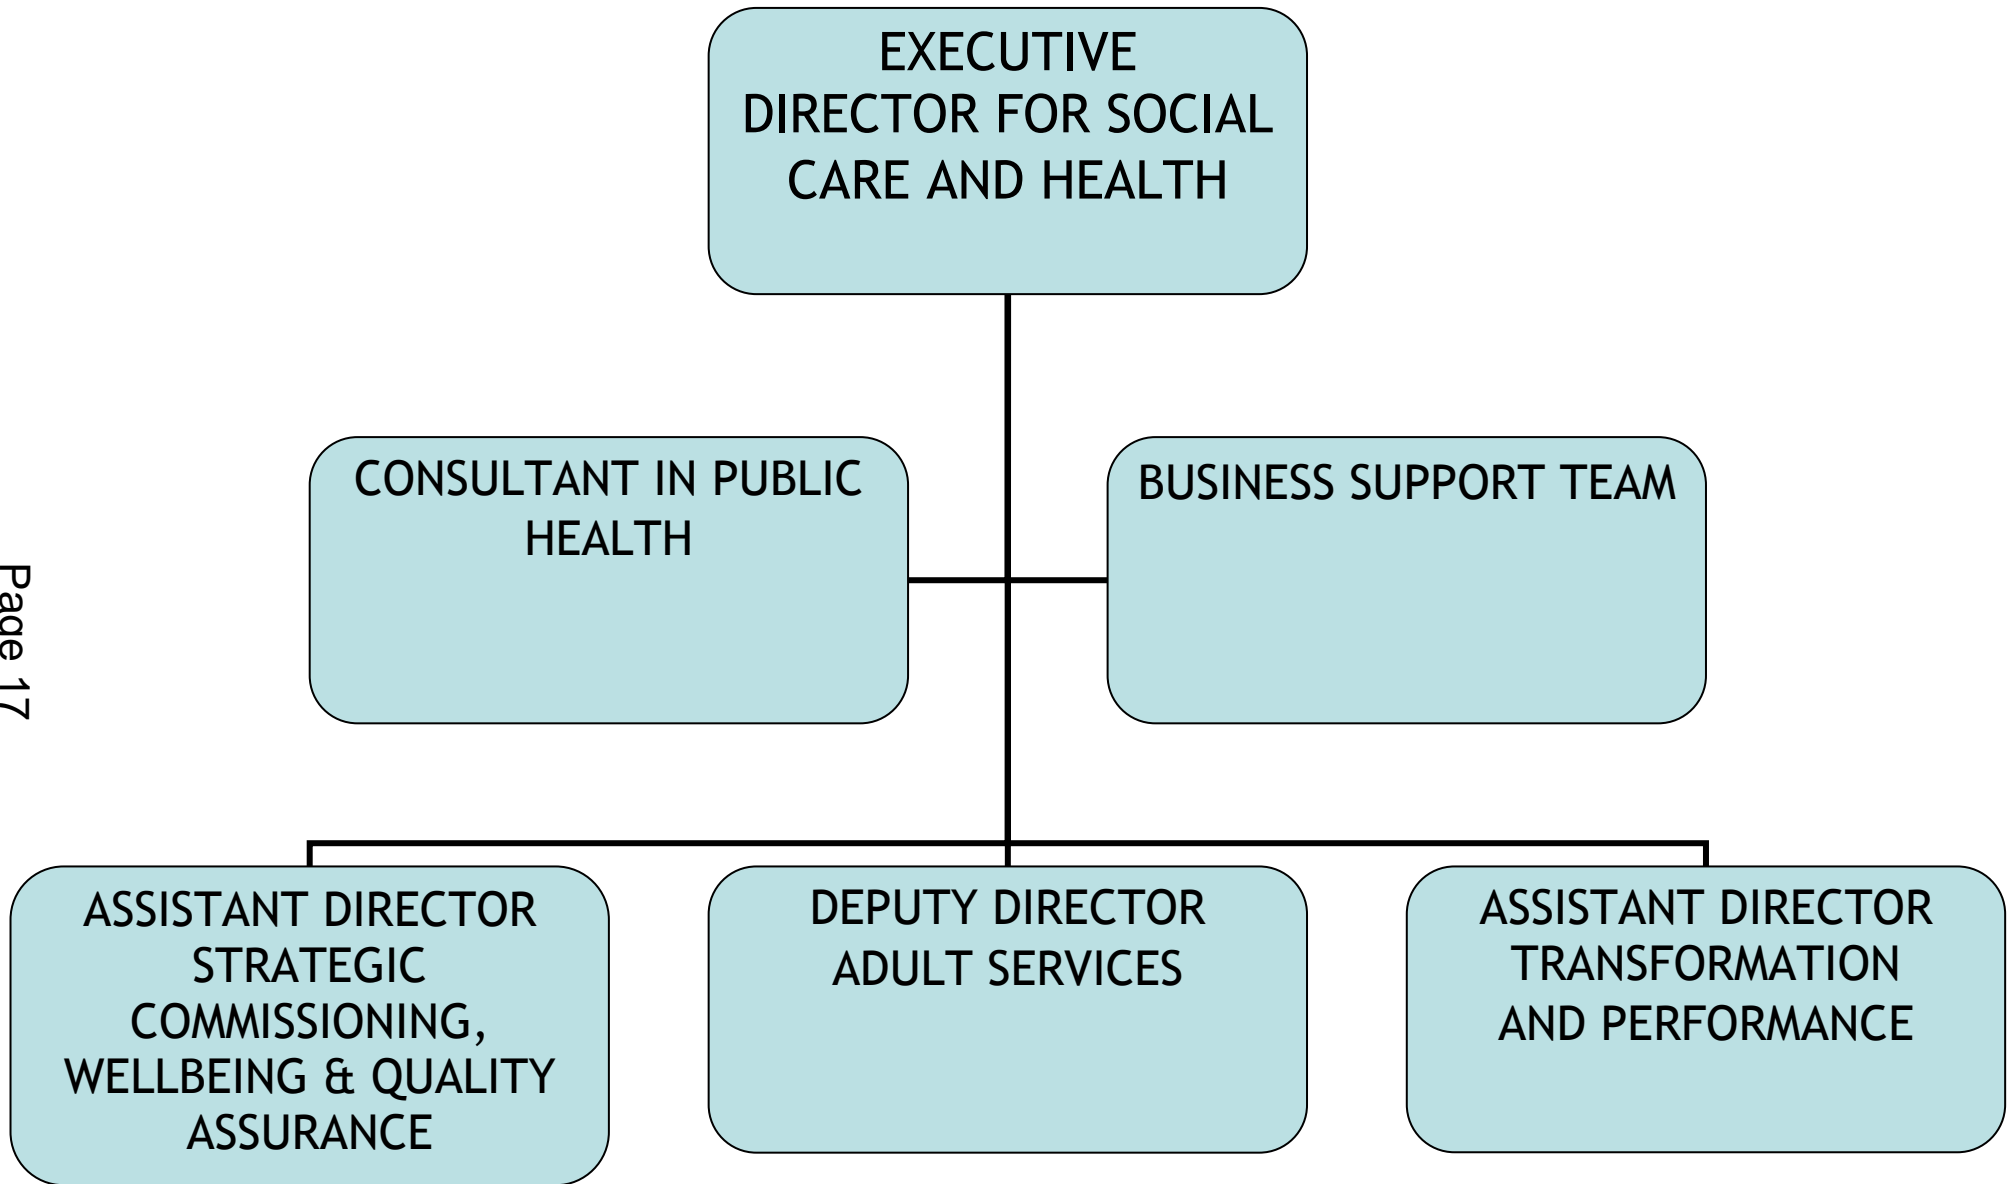 EXECUTIVE
DIRECTOR FOR SOCIAL
CARE AND HEALTH
CONSULTANT IN PUBLIC
HEALTH
BUSINESS SUPPORT TEAM
Page 17
ASSISTANT DIRECTOR
STRATEGIC
COMMISSIONING,
WELLBEING & QUALITY
ASSURANCE
DEPUTY DIRECTOR
ADULT SERVICES
ASSISTANT DIRECTOR
TRANSFORMATION
AND PERFORMANCE